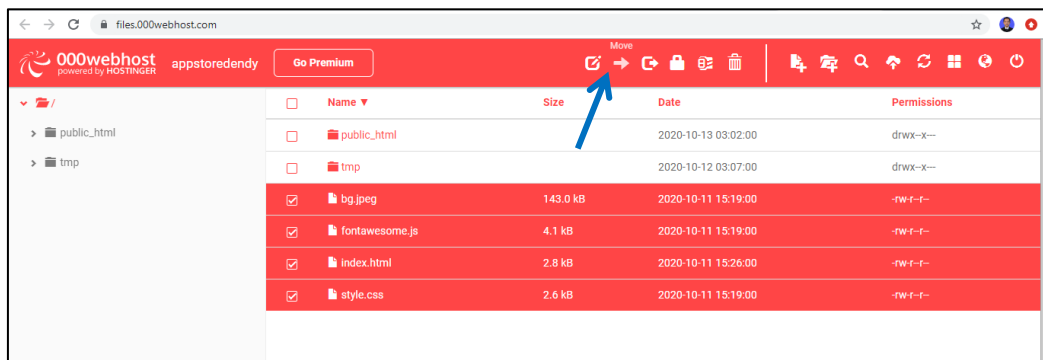 files.000webhost.com
Move
000webhost
powered by HOSTINGER
appstoredendy
Go Premium
/
public_html
tmp
Name ▼ Size Date Permissions
public_html 2020-10-13 03:02:00 drwx--x---
tmp 2020-10-12 03:07:00 drwx--x---
bg.jpeg 143.0 kB 2020-10-11 15:19:00 -rw-r--r--
fontawesome.js 4.1 kB 2020-10-11 15:19:00 -rw-r--r--
index.html 2.8 kB 2020-10-11 15:26:00 -rw-r--r--
style.css 2.6 kB 2020-10-11 15:19:00 -rw-r--r--